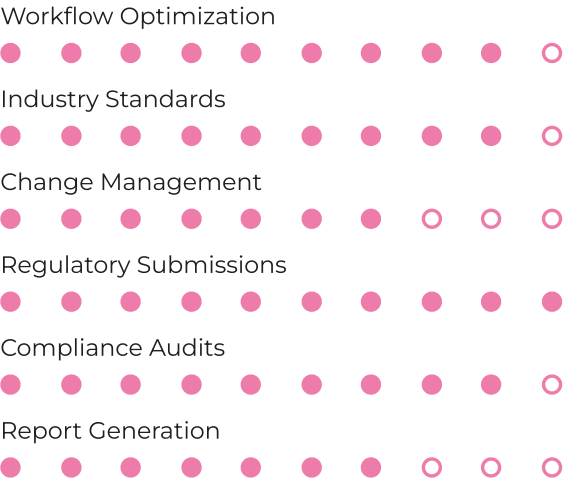 Workflow Optimization
Industry Standards
Change Management
Regulatory Submissions
Compliance Audits
Report Generation